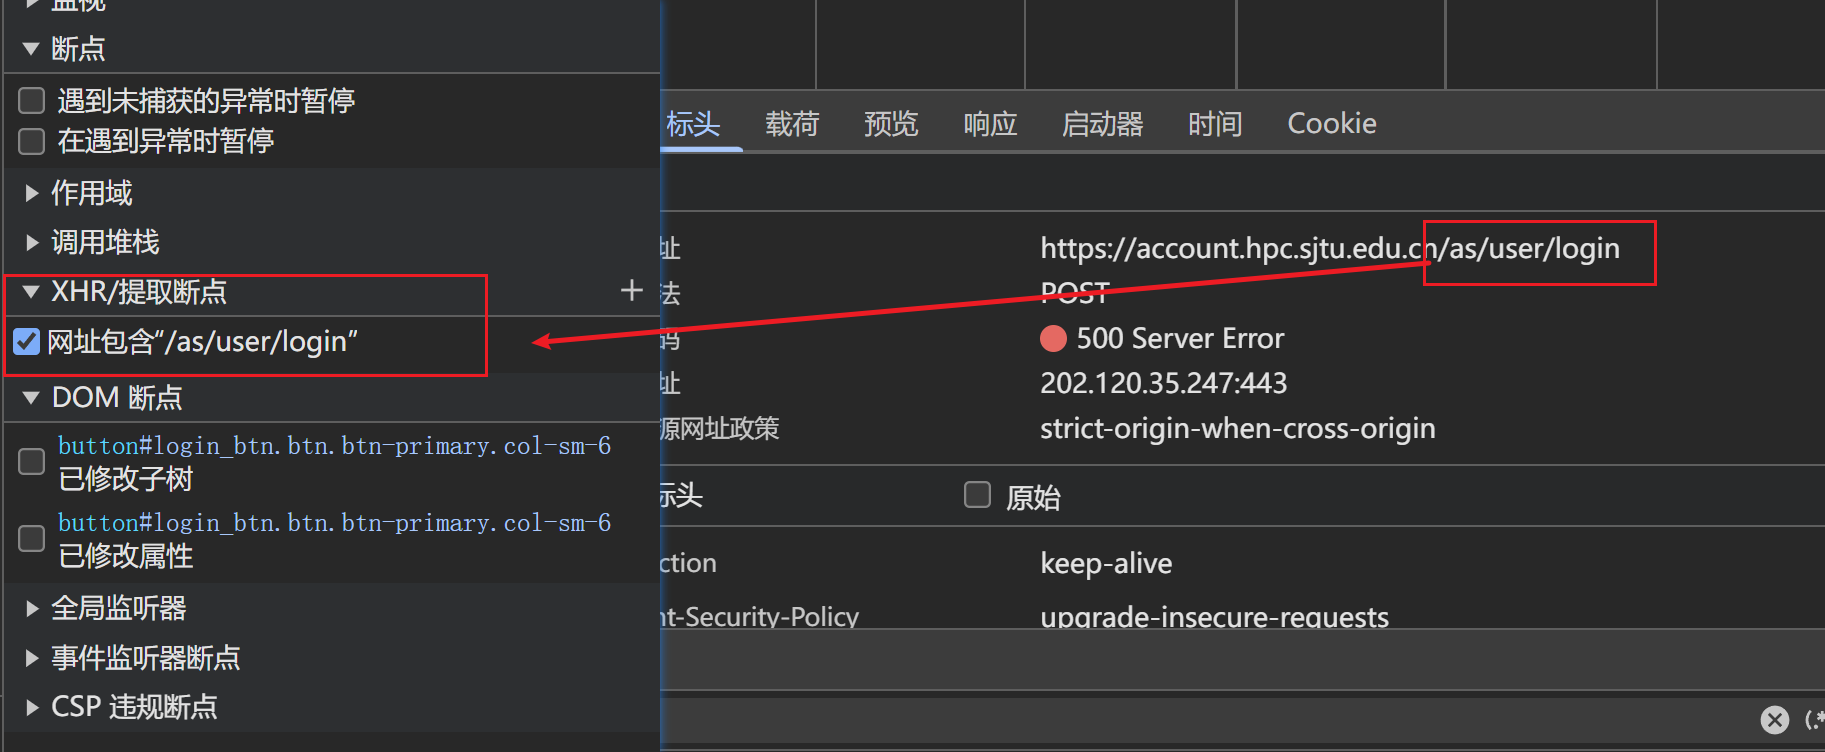 监视
断点
遇到未捕获的异常时暂停
在遇到异常时暂停
作用域
调用堆栈
XHR/提取断点
网址包含“/as/user/login”
DOM 断点
button#login_btn.btn.btn-primary.col-sm-6
已修改子树
button#login_btn.btn.btn-primary.col-sm-6
已修改属性
全局监听器
事件监听器断点
CSP 违规断点
标头 载荷 预览 响应 启动器 时间 Cookie
址 https://account.hpc.sjtu.edu.cn/as/user/login
法 POST
码 500 Server Error
址 202.120.35.247:443
源网址政策 strict-origin-when-cross-origin
标头 原始
ction keep-alive
nt-Security-Policy upgrade-insecure-requests
(.*